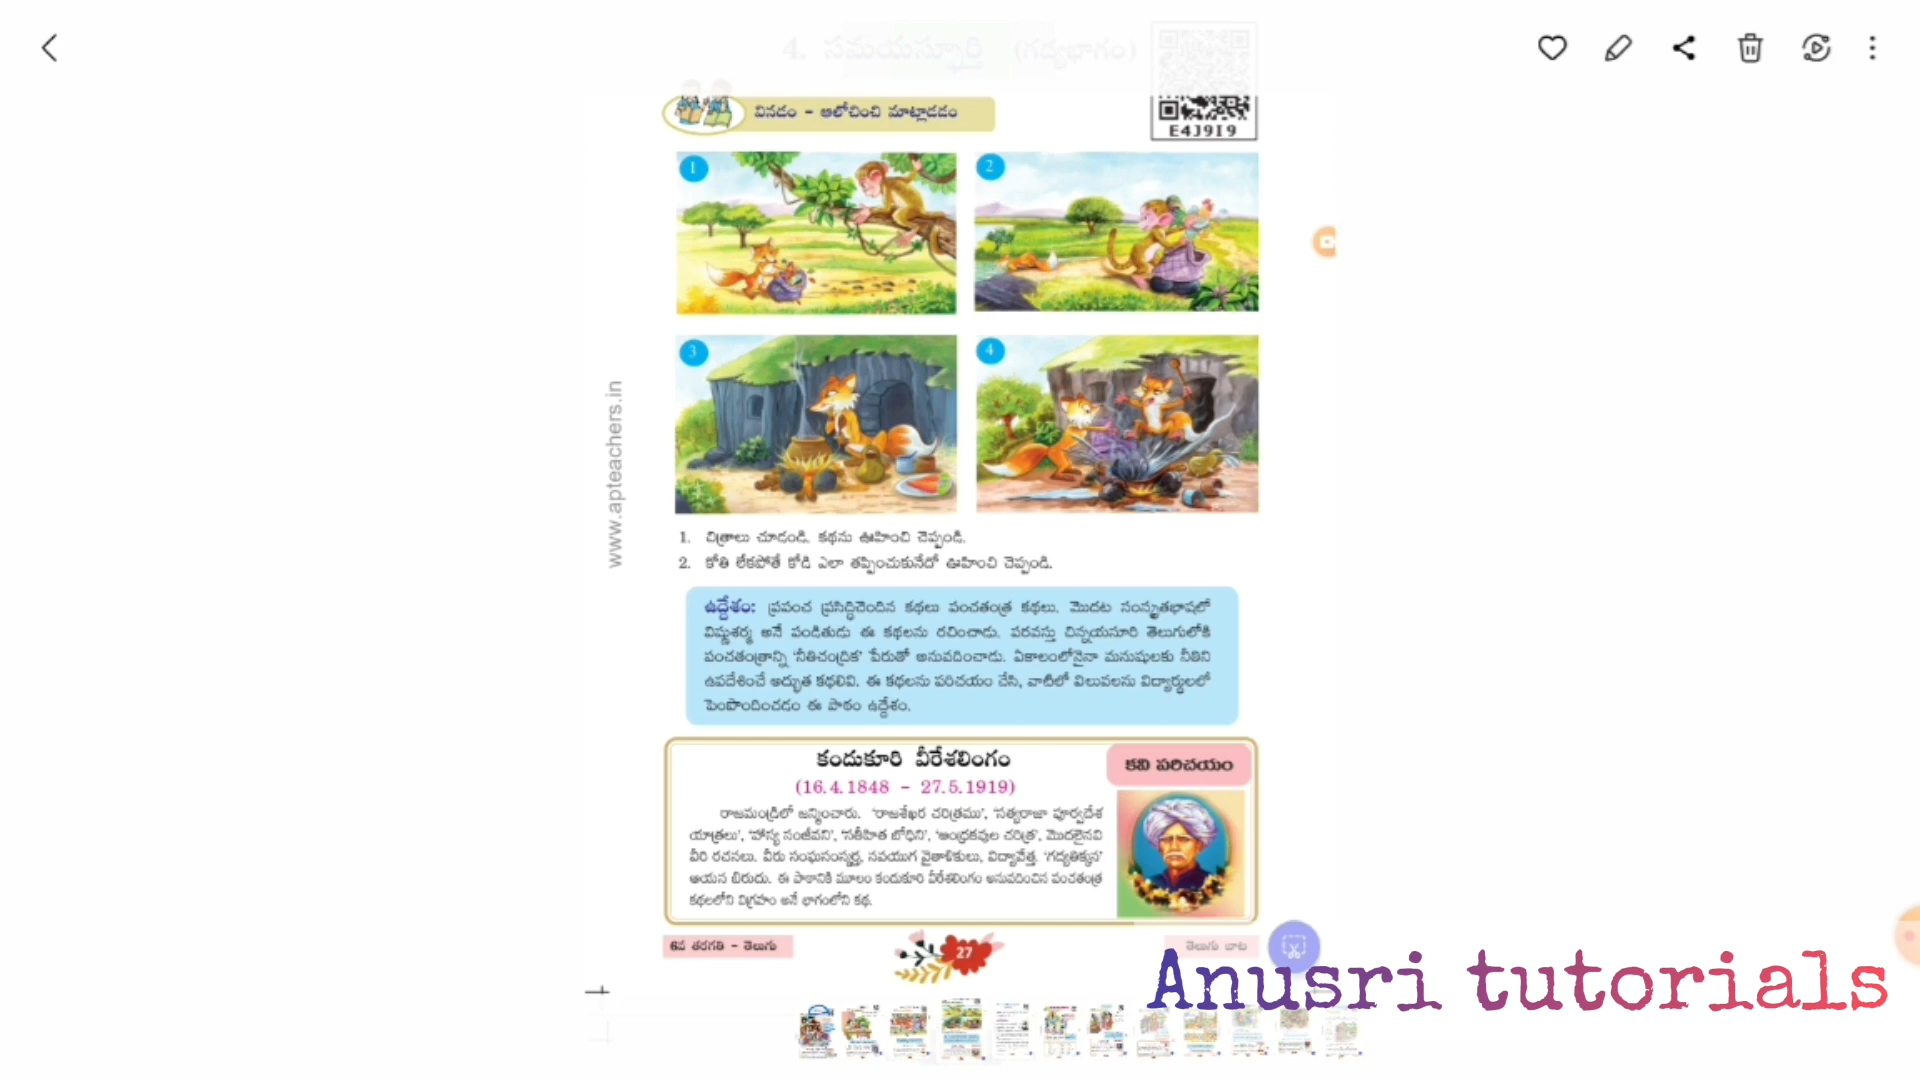 4. సమయస్ఫూర్తి (గద్యభాగం)
వినడం - ఆలోచించి మాట్లాడడం
E4J9I9
1
2
3
4
www.apteachers.in
1. చిత్రాలు చూడండి. కథను ఊహించి చెప్పండి.
2. కోతి లేకపోతే కోడి ఎలా తప్పించుకునేదో ఊహించి చెప్పండి.
ఉద్దేశం: ప్రపంచ ప్రసిద్ధిచెందిన కథలు పంచతంత్ర కథలు. మొదట సంస్కృతభాషలో
విష్ణుశర్మ అనే పండితుడు ఈ కథలను రచించాడు. పరవస్తు చిన్నయసూరి తెలుగులోకి
పంచతంత్రాన్ని 'నీతిచంద్రిక' పేరుతో అనువదించాడు. ఏకాలంలోనైనా మనుషులకు నీతిని
ఉపదేశించే అద్భుత కథలివి. ఈ కథలను పరిచయం చేసి, వాటిలో విలువలను విద్యార్థులలో
పెంపొందించడం ఈ పాఠం ఉద్దేశం.
కందుకూరి వీరేశలింగం
కవి పరిచయం
(16.4.1848 - 27.5.1919)
రాజమండ్రిలో జన్మించారు. 'రాజశేఖర చరిత్రము', 'సత్యరాజా పూర్వదేశ
యాత్రలు', 'హాస్య సంజీవని', 'సతీహిత బోధిని', 'ఆంధ్రకవుల చరిత్ర', మొదలైనవి
వీరి రచనలు. వీరు సంఘసంస్కర్త, నవయుగ వైతాళికులు, విద్యావేత్త. 'గద్యతిక్కన'
ఆయన బిరుదు. ఈ పాఠానికి మూలం కందుకూరి వీరేశలింగం అనువదించిన పంచతంత్ర
కథలలోని విగ్రహం అనే భాగంలోని కథ.
6వ తరగతి - తెలుగు
27
తెలుగు బాట
Anusri tutorials